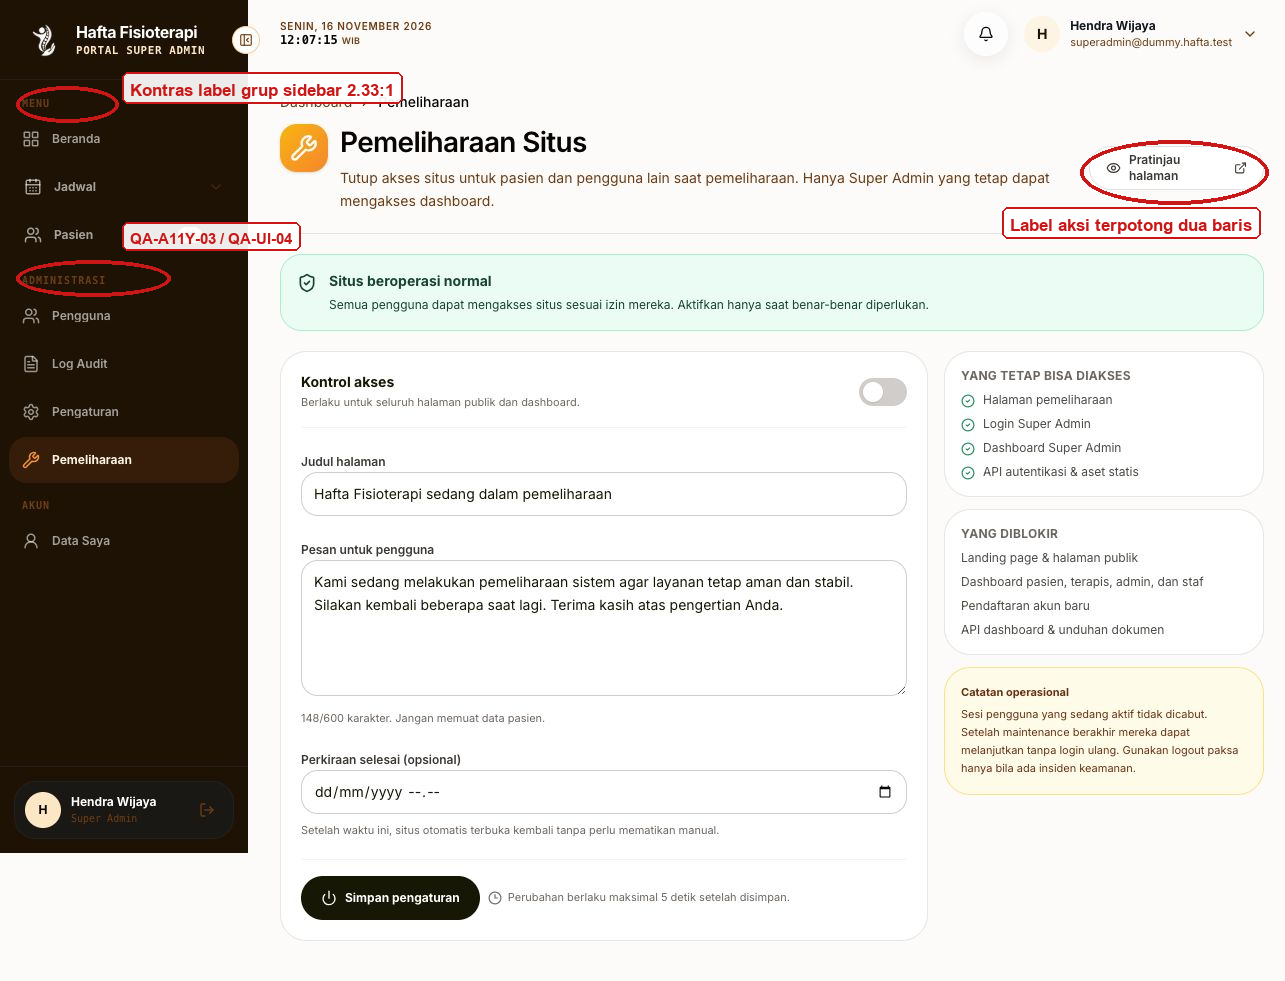 Hafta Fisioterapi
PORTAL SUPER ADMIN
SENIN, 16 NOVEMBER 2026
12:07:15 WIB
H
Hendra Wijaya
superadmin@dummy.hafta.test
MENU
Kontras label grup sidebar 2.33:1
Dashboard > Pemeliharaan
Beranda
Jadwal
Pasien
QA-A11Y-03 / QA-UI-04
ADMINISTRASI
Pengguna
Log Audit
Pengaturan
Pemeliharaan
AKUN
Data Saya
H
Hendra Wijaya
Super Admin
Pemeliharaan Situs
Tutup akses situs untuk pasien dan pengguna lain saat pemeliharaan. Hanya Super Admin yang tetap dapat
mengakses dashboard.
Pratinjau
halaman
Label aksi terpotong dua baris
Situs beroperasi normal
Semua pengguna dapat mengakses situs sesuai izin mereka. Aktifkan hanya saat benar-benar diperlukan.
Kontrol akses
Berlaku untuk seluruh halaman publik dan dashboard.
Judul halaman
Hafta Fisioterapi sedang dalam pemeliharaan
Pesan untuk pengguna
Kami sedang melakukan pemeliharaan sistem agar layanan tetap aman dan stabil.
Silakan kembali beberapa saat lagi. Terima kasih atas pengertian Anda.
148/600 karakter. Jangan memuat data pasien.
Perkiraan selesai (opsional)
dd/mm/yyyy --.--
Setelah waktu ini, situs otomatis terbuka kembali tanpa perlu mematikan manual.
Simpan pengaturan
Perubahan berlaku maksimal 5 detik setelah disimpan.
YANG TETAP BISA DIAKSES
Halaman pemeliharaan
Login Super Admin
Dashboard Super Admin
API autentikasi & aset statis
YANG DIBLOKIR
Landing page & halaman publik
Dashboard pasien, terapis, admin, dan staf
Pendaftaran akun baru
API dashboard & unduhan dokumen
Catatan operasional
Sesi pengguna yang sedang aktif tidak dicabut.
Setelah maintenance berakhir mereka dapat
melanjutkan tanpa login ulang. Gunakan logout paksa
hanya bila ada insiden keamanan.